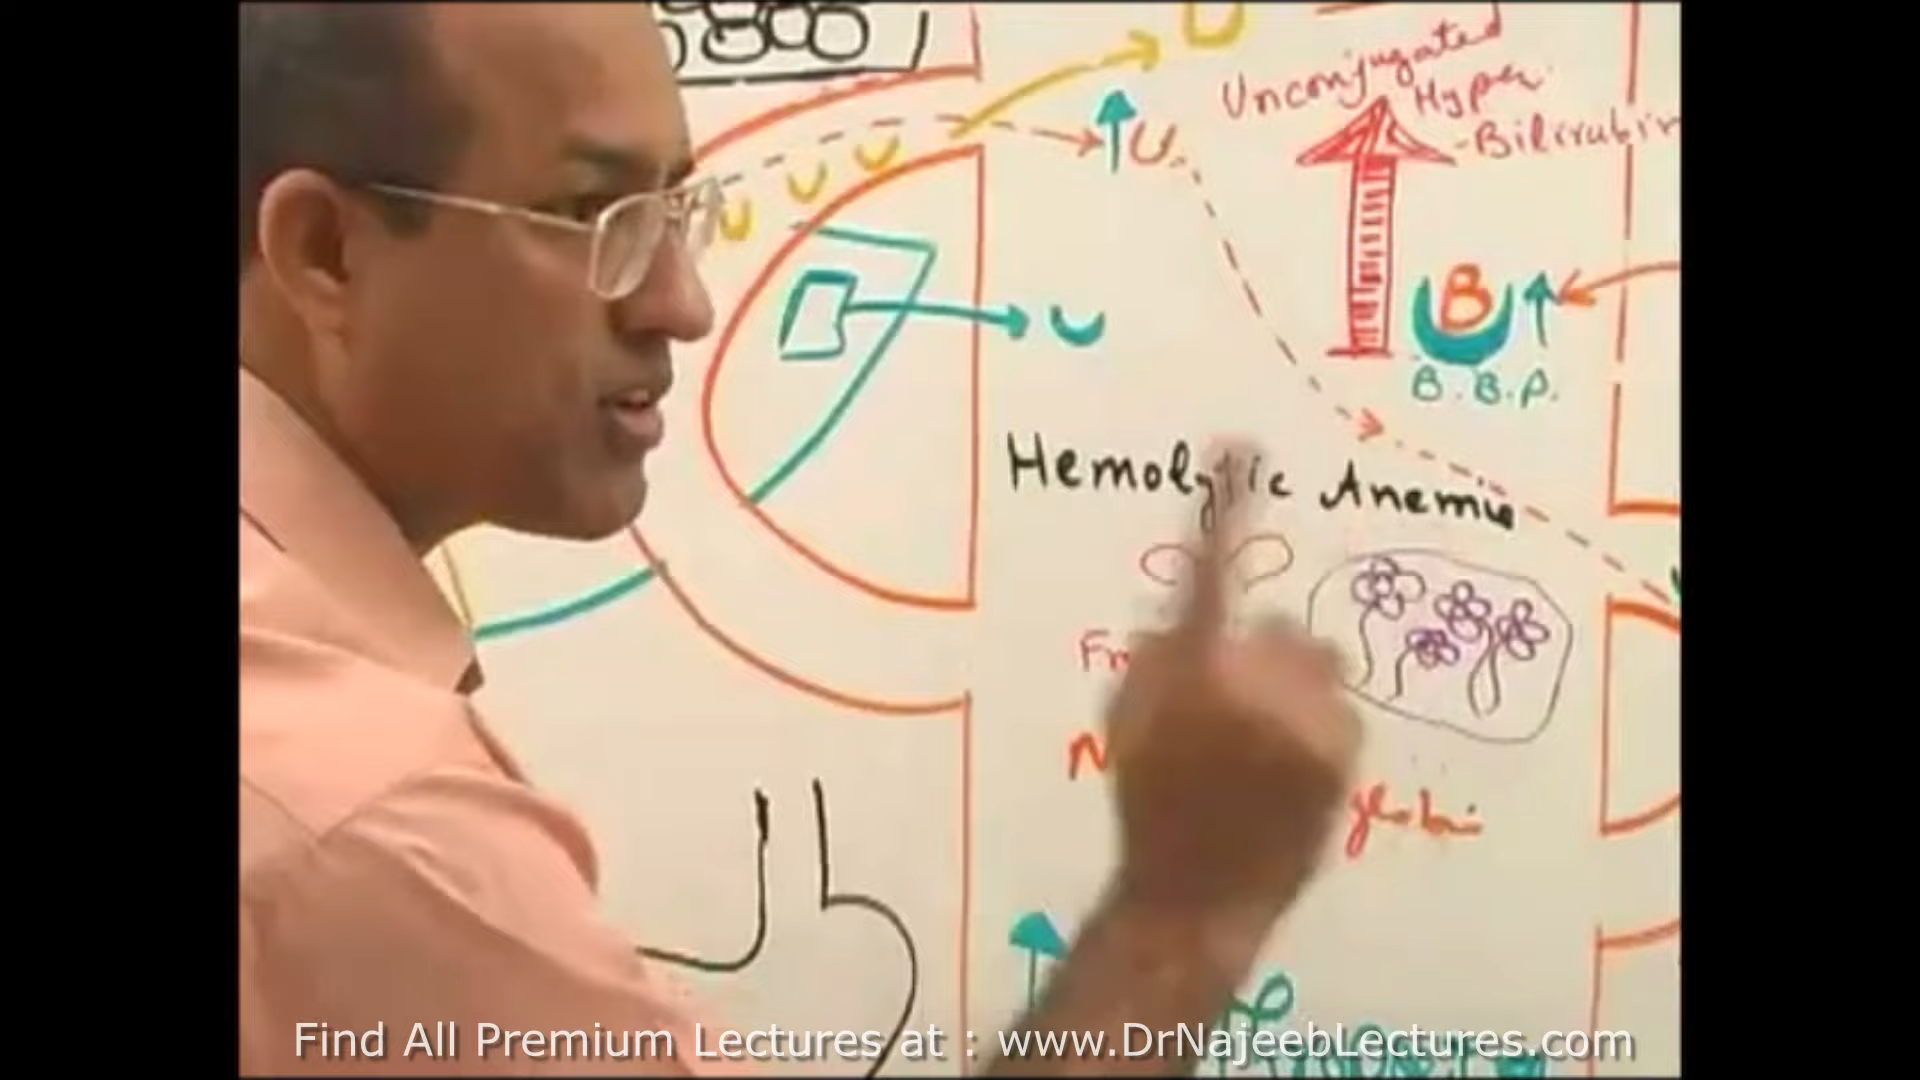 U
Unconjugated
Hyper
-Bilirubin
U U U
↑ U
U
B ↑
B.B.P.
Hemolytic Anemia
Find All Premium Lectures at : www.DrNajeebLectures.com